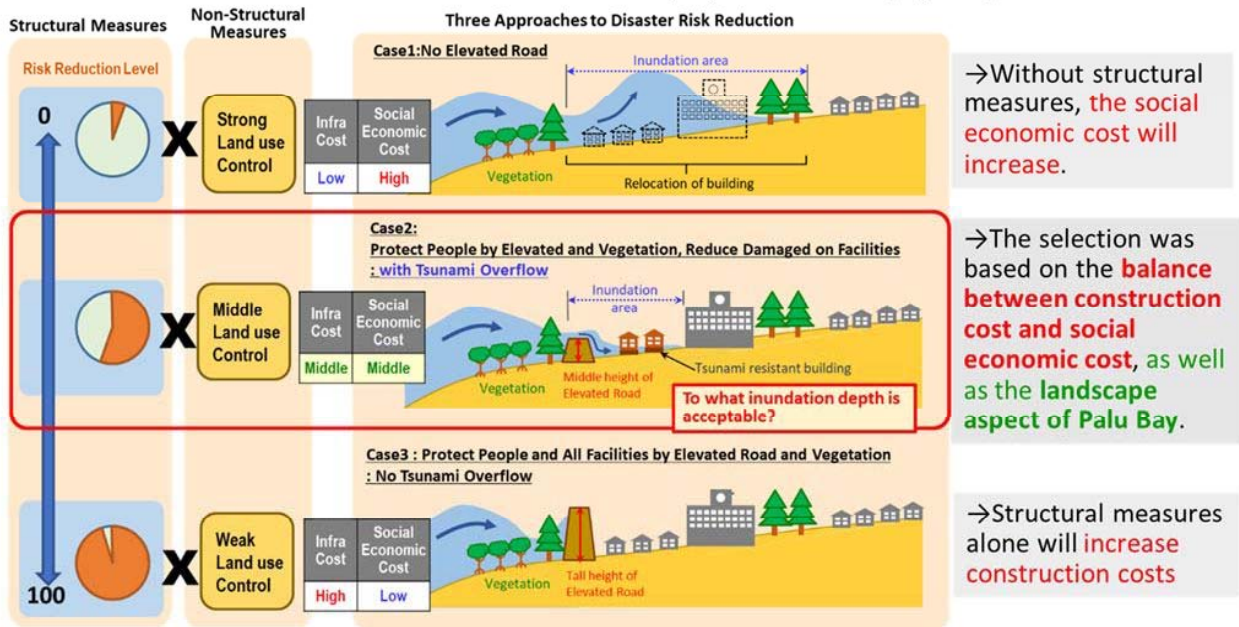 Structural Measures
Non-Structural
Measures
Three Approaches to Disaster Risk Reduction
Risk Reduction Level
0
X
Strong
Land use
Control
Infra
Cost
Social
Economic
Cost
Low
High
Case1:No Elevated Road
Inundation area
Vegetation
Relocation of building
→Without structural
measures, the social
economic cost will
increase.
X
Middle
Land use
Control
Infra
Cost
Social
Economic
Cost
Middle
Middle
Case2:
Protect People by Elevated and Vegetation, Reduce Damaged on Facilities
: with Tsunami Overflow
Inundation
area
Vegetation
Middle height of
Elevated Road
Tsunami resistant building
To what inundation depth is
acceptable?
→The selection was
based on the balance
between construction
cost and social
economic cost, as well
as the landscape
aspect of Palu Bay.
100
X
Weak
Land use
Control
Infra
Cost
Social
Economic
Cost
High
Low
Case3 : Protect People and All Facilities by Elevated Road and Vegetation
: No Tsunami Overflow
Vegetation
Tall height of
Elevated Road
→Structural measures
alone will increase
construction costs